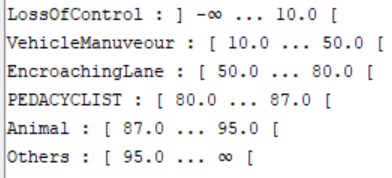 LossOfControl : ] -∞ ... 10.0 [
VehicleManuveour : [ 10.0 ... 50.0 [
EncroachingLane : [ 50.0 ... 80.0 [
PEDACYCLIST : [ 80.0 ... 87.0 [
Animal : [ 87.0 ... 95.0 [
Others : [ 95.0 ... ∞ [